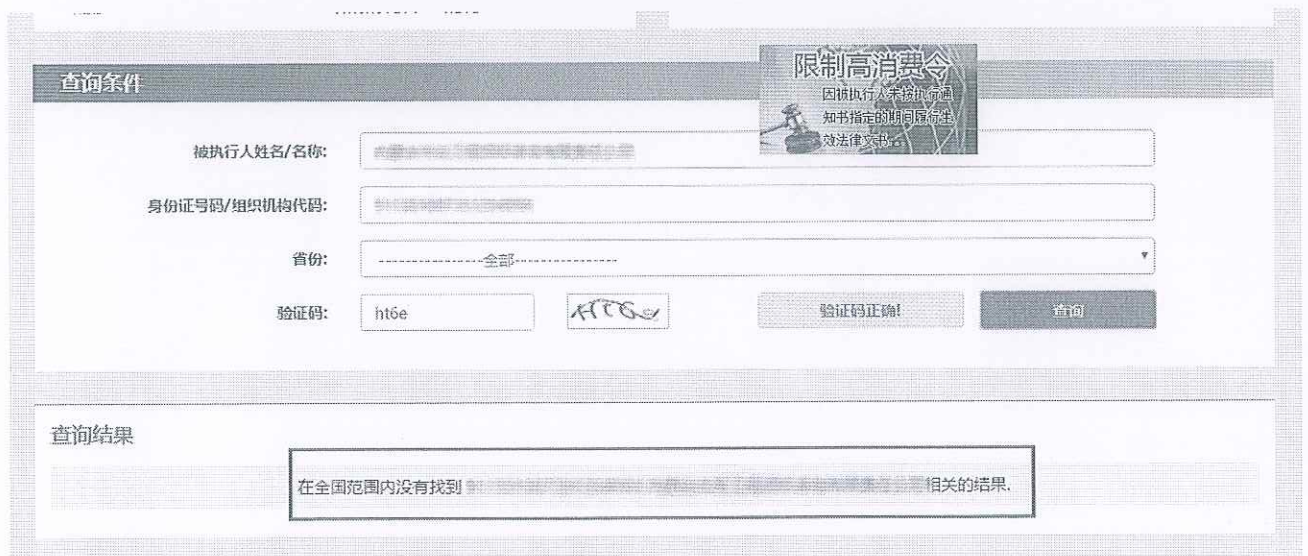 查询条件
限制高消费令
因被执行人未按执行通
知书指定的期间履行生
效法律文书
被执行人姓名/名称:
身份证号码/组织机构代码:
省份: -----------------全部-----------------
验证码: ht6e HT6e 验证码正确! 查询
查询结果
在全国范围内没有找到 相关的结果.